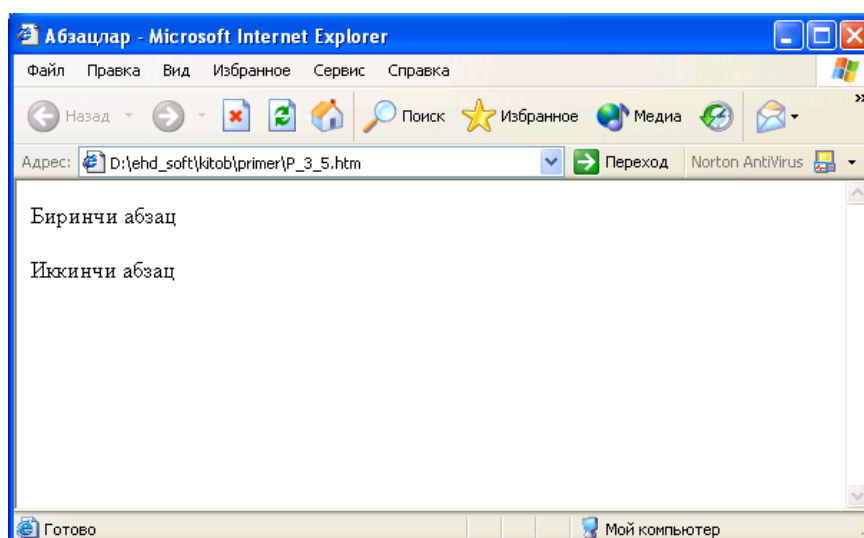 Абзацлар - Microsoft Internet Explorer
Файл Правка Вид Избранное Сервис Справка
Назад Поиск Избранное Медиа »
Адрес: D:\ehd_soft\kitob\primer\P_3_5.htm Переход Norton AntiVirus
Биринчи абзац
Иккинчи абзац
Готово Мой компьютер